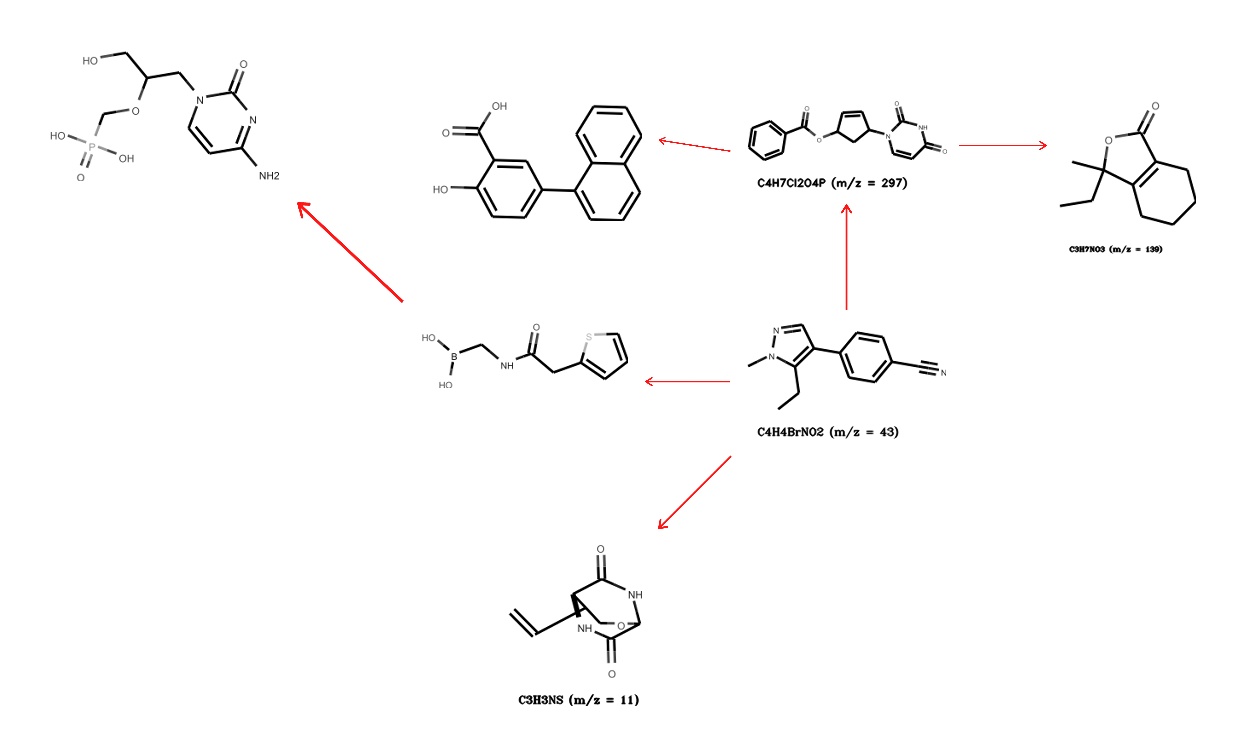 HO
O
N
N
O
HO
P
OH
O
NH2
OH
O
HO
O
O
O
N
NH
O
C4H7Cl2O4P (m/z = 297)
O
O
C3H7NO3 (m/z = 139)
HO
B
HO
NH
O
S
N
N
N
C4H4BrNO2 (m/z = 43)
O
NH
O
NH
O
C3H3NS (m/z = 11)